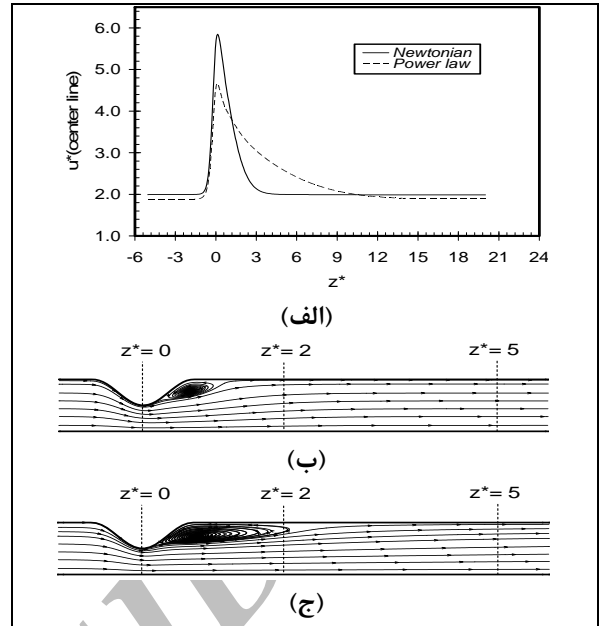 6.0
5.0
4.0
3.0
2.0
1.0
u*(center line)
Newtonian
Power law
-6 -3 0 3 6 9 12 15 18 21 24
z*
(الف)
z*= 0 z*= 2 z*= 5
(ب)
z*= 0 z*= 2 z*= 5
(ج)